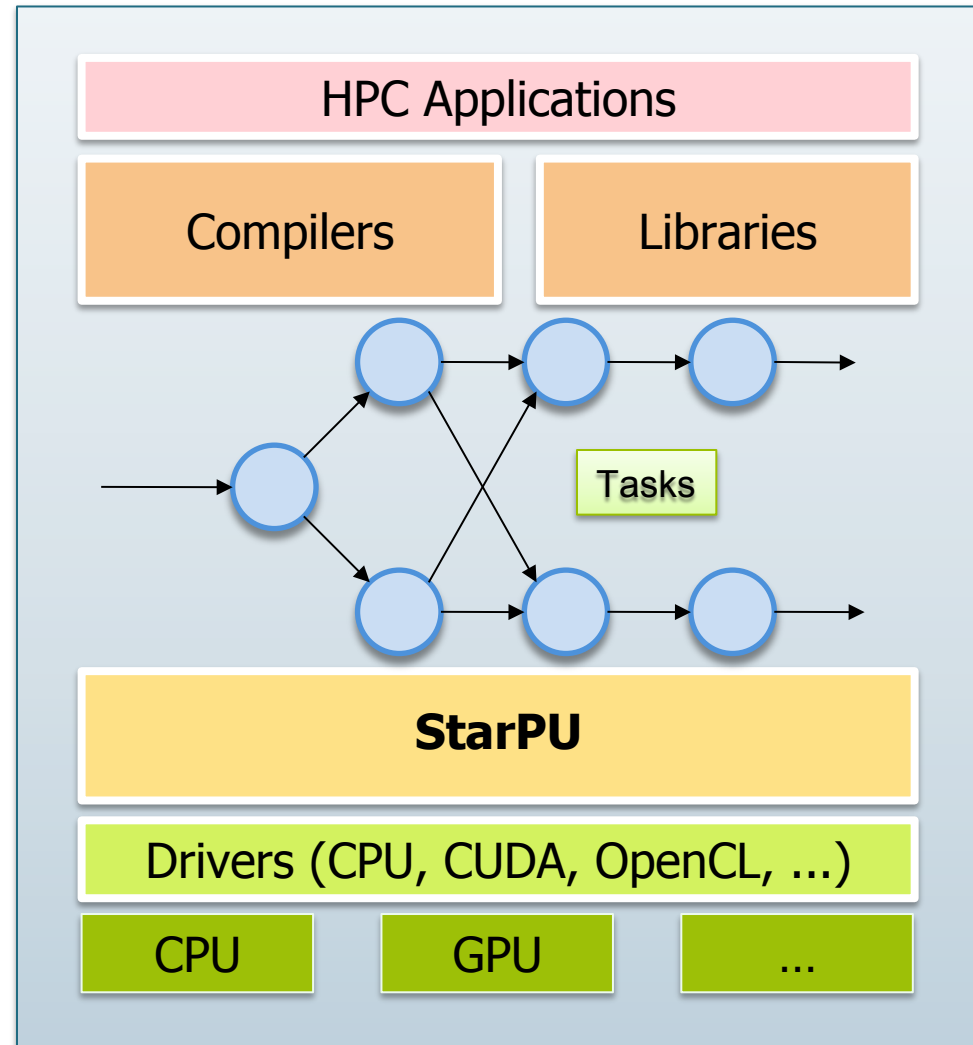 HPC Applications
Compilers
Libraries
Tasks
StarPU
Drivers (CPU, CUDA, OpenCL, ...)
CPU
GPU
...